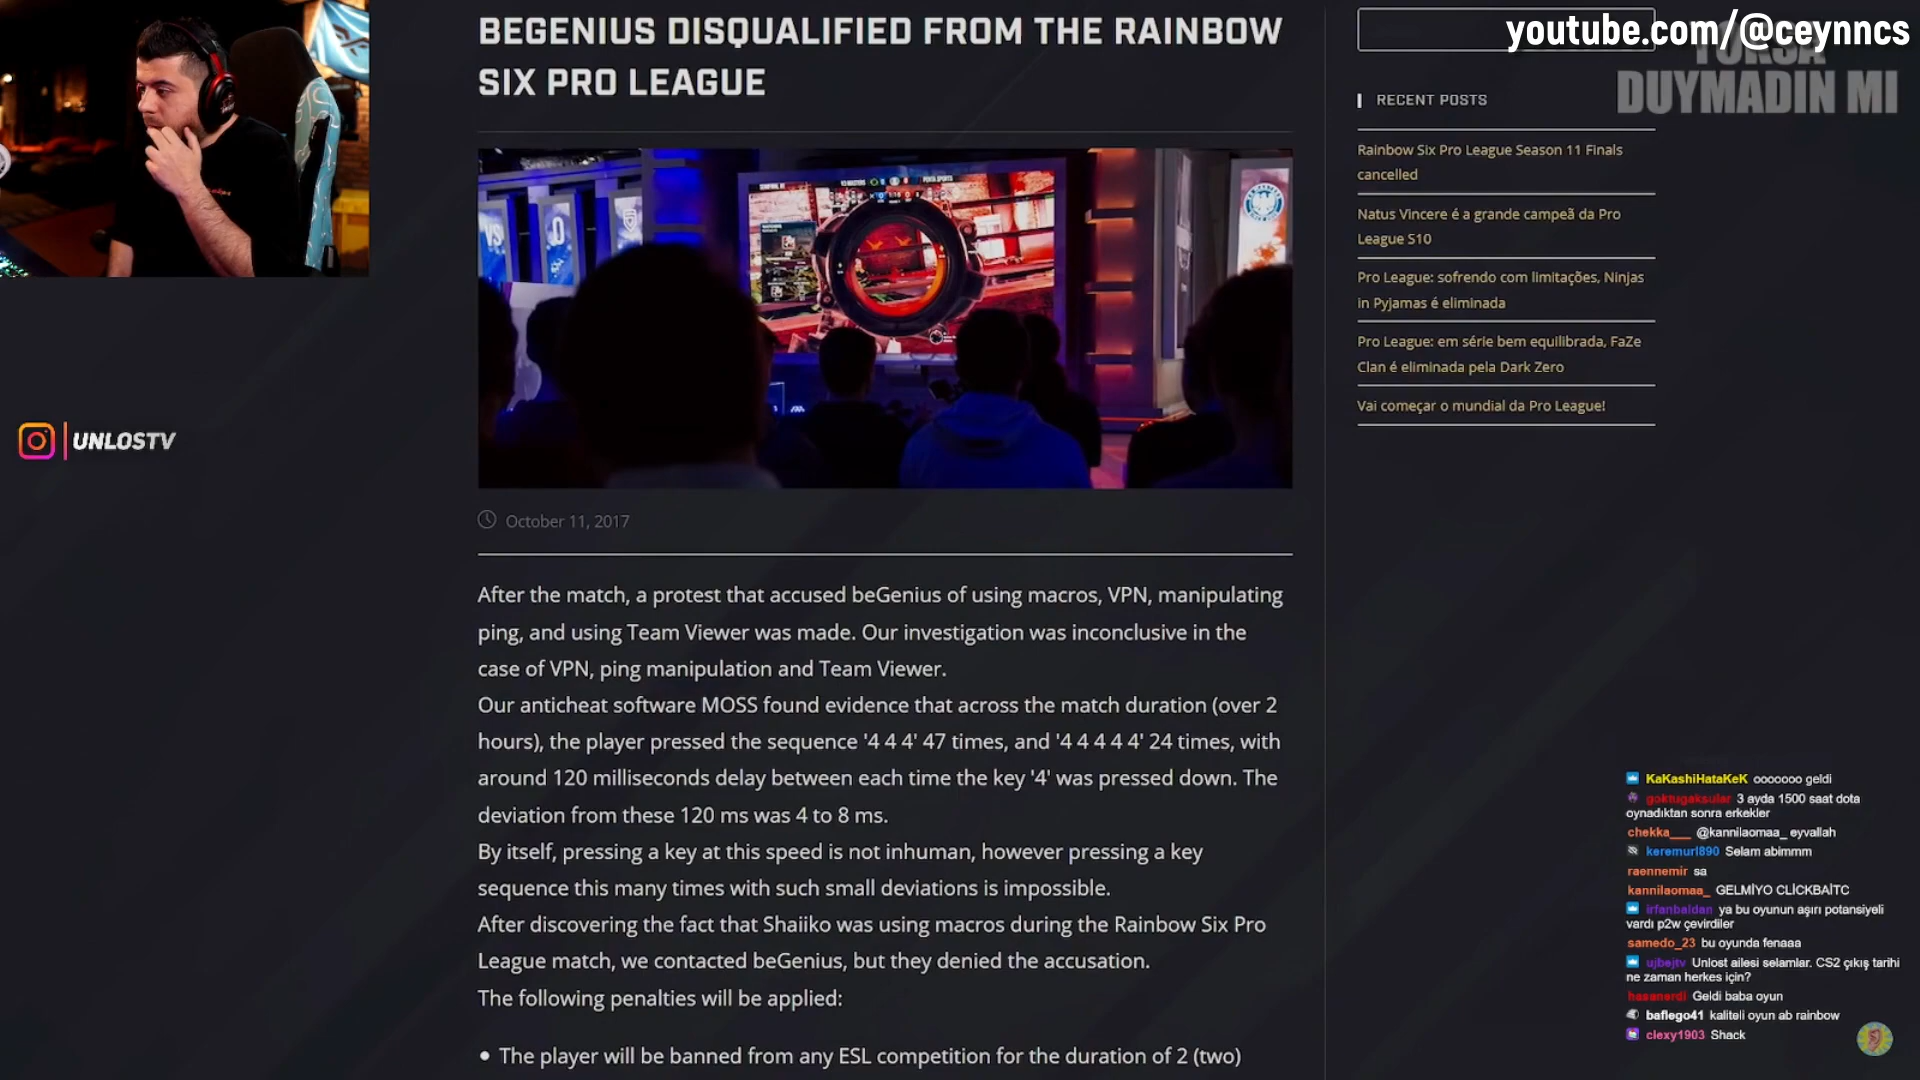 BEGENIUS DISQUALIFIED FROM THE RAINBOW
SIX PRO LEAGUE
youtube.com/@ceynncs
YOKSA
DUYMADIN MI
RECENT POSTS
Rainbow Six Pro League Season 11 Finals
cancelled
Natus Vincere é a grande campeã da Pro
League S10
Pro League: sofrendo com limitações, Ninjas
in Pyjamas é eliminada
Pro League: em série bem equilibrada, FaZe
Clan é eliminada pela Dark Zero
Vai começar o mundial da Pro League!
UNLOSTV
October 11, 2017
After the match, a protest that accused beGenius of using macros, VPN, manipulating
ping, and using Team Viewer was made. Our investigation was inconclusive in the
case of VPN, ping manipulation and Team Viewer.
Our anticheat software MOSS found evidence that across the match duration (over 2
hours), the player pressed the sequence '4 4 4' 47 times, and '4 4 4 4 4' 24 times, with
around 120 milliseconds delay between each time the key '4' was pressed down. The
deviation from these 120 ms was 4 to 8 ms.
By itself, pressing a key at this speed is not inhuman, however pressing a key
sequence this many times with such small deviations is impossible.
After discovering the fact that Shaiiko was using macros during the Rainbow Six Pro
League match, we contacted beGenius, but they denied the accusation.
The following penalties will be applied:
• The player will be banned from any ESL competition for the duration of 2 (two)
KaKashiHataKeK ooooooo geldi
goktugaksular 3 ayda 1500 saat dota
oynadıktan sonra erkekler
chekka___ @kannilaomaa_ eyvallah
keremurl890 Selam abimmm
raennemir sa
kannilaomaa_ GELMİYO CLİCKBAİTC
irfanbaldan ya bu oyunun aşırı potansiyeli
vardı p2w çevirdiler
samedo_23 bu oyunda fenaaa
ujbejtv Unlost ailesi selamlar. CS2 çıkış tarihi
ne zaman herkes için?
hasanerdi Geldi baba oyun
baflego41 kaliteli oyun ab rainbow
clexy1903 Shack